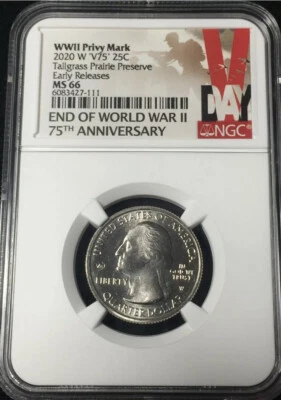 WWII Privy Mark
2020 W 'V75' 25C
Tallgrass Prairie Preserve
Early Releases
MS 66
6083427-111
V
DAY
NGC
END OF WORLD WAR II
75TH ANNIVERSARY
UNITED STATES OF AMERICA
LIBERTY
IN
GOD WE
TRUST
W
QUARTER DOLLAR